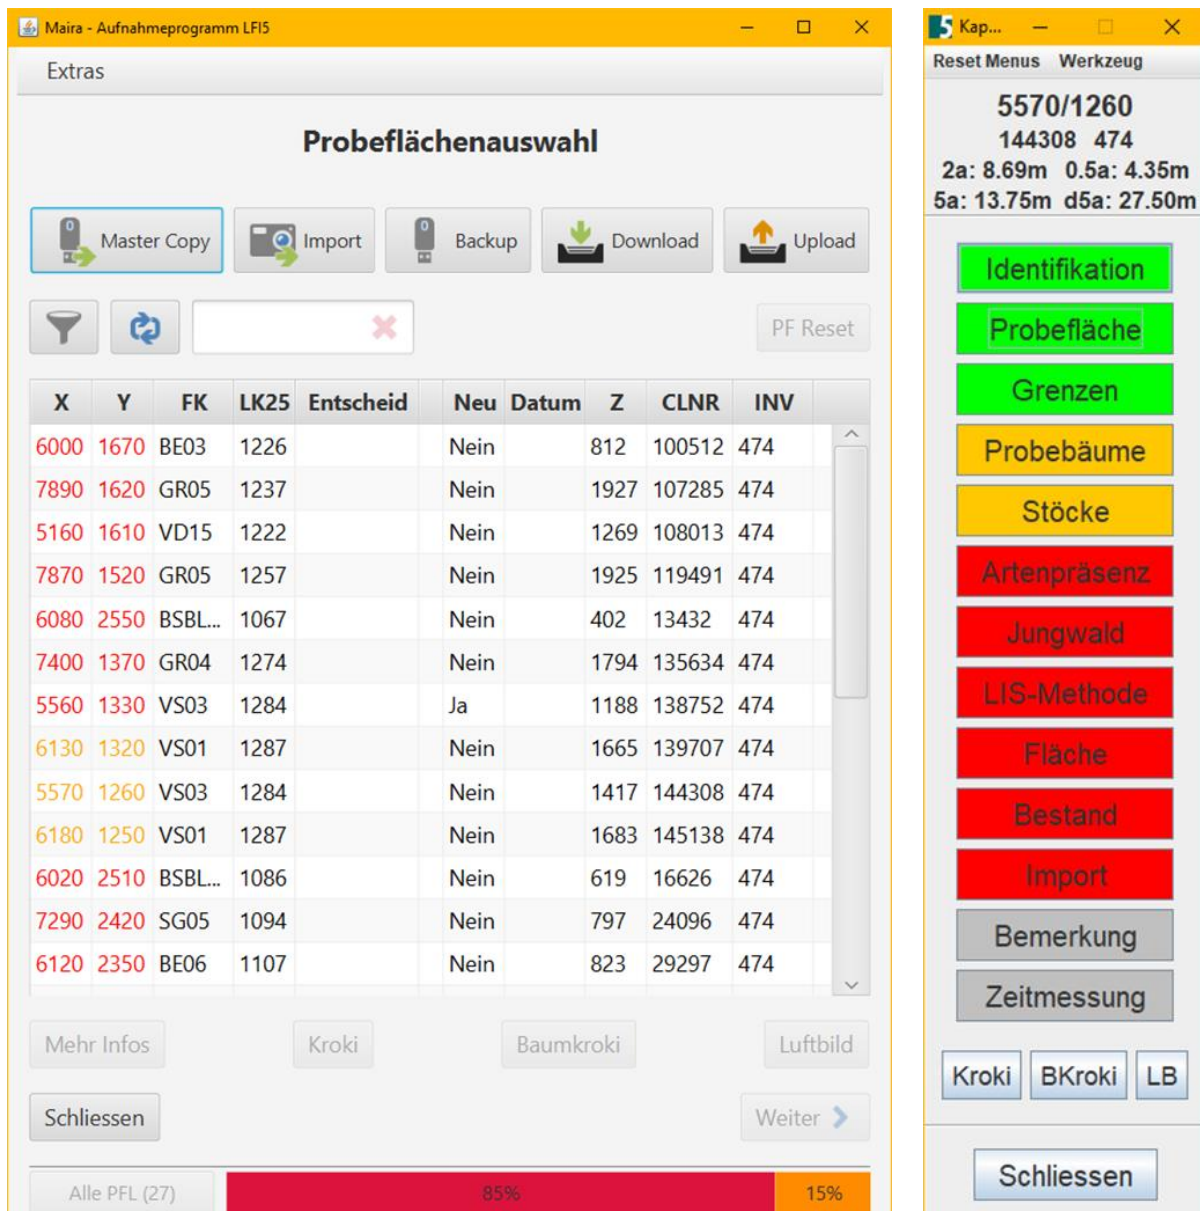 Maira - Aufnahmeprogramm LFI5
Extras
Probeflächenauswahl
Master Copy Import Backup Download Upload
PF Reset
X Y FK LK25 Entscheid Neu Datum Z CLNR INV
6000 1670 BE03 1226 Nein 812 100512 474
7890 1620 GR05 1237 Nein 1927 107285 474
5160 1610 VD15 1222 Nein 1269 108013 474
7870 1520 GR05 1257 Nein 1925 119491 474
6080 2550 BSBL... 1067 Nein 402 13432 474
7400 1370 GR04 1274 Nein 1794 135634 474
5560 1330 VS03 1284 Ja 1188 138752 474
6130 1320 VS01 1287 Nein 1665 139707 474
5570 1260 VS03 1284 Nein 1417 144308 474
6180 1250 VS01 1287 Nein 1683 145138 474
6020 2510 BSBL... 1086 Nein 619 16626 474
7290 2420 SG05 1094 Nein 797 24096 474
6120 2350 BE06 1107 Nein 823 29297 474
Mehr Infos Kroki Baumkroki Luftbild
Schliessen Weiter
Alle PFL (27) 85% 15%
5 Kap...
Reset Menus Werkzeug
5570/1260
144308 474
2a: 8.69m 0.5a: 4.35m
5a: 13.75m d5a: 27.50m
Identifikation
Probefläche
Grenzen
Probebäume
Stöcke
Artenpräsenz
Jungwald
LIS-Methode
Fläche
Bestand
Import
Bemerkung
Zeitmessung
Kroki BKroki LB
Schliessen